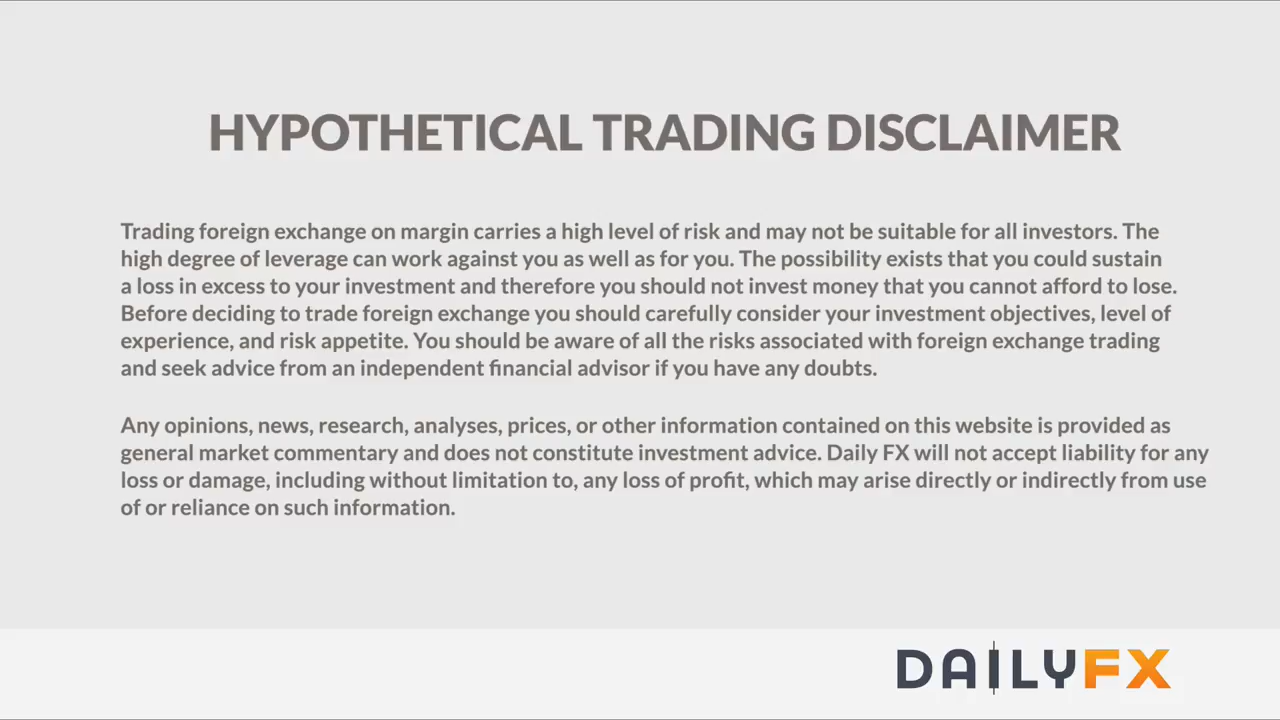 HYPOTHETICAL TRADING DISCLAIMER
Trading foreign exchange on margin carries a high level of risk and may not be suitable for all investors. The
high degree of leverage can work against you as well as for you. The possibility exists that you could sustain
a loss in excess to your investment and therefore you should not invest money that you cannot afford to lose.
Before deciding to trade foreign exchange you should carefully consider your investment objectives, level of
experience, and risk appetite. You should be aware of all the risks associated with foreign exchange trading
and seek advice from an independent financial advisor if you have any doubts.
Any opinions, news, research, analyses, prices, or other information contained on this website is provided as
general market commentary and does not constitute investment advice. Daily FX will not accept liability for any
loss or damage, including without limitation to, any loss of profit, which may arise directly or indirectly from use
of or reliance on such information.
DAILYFX